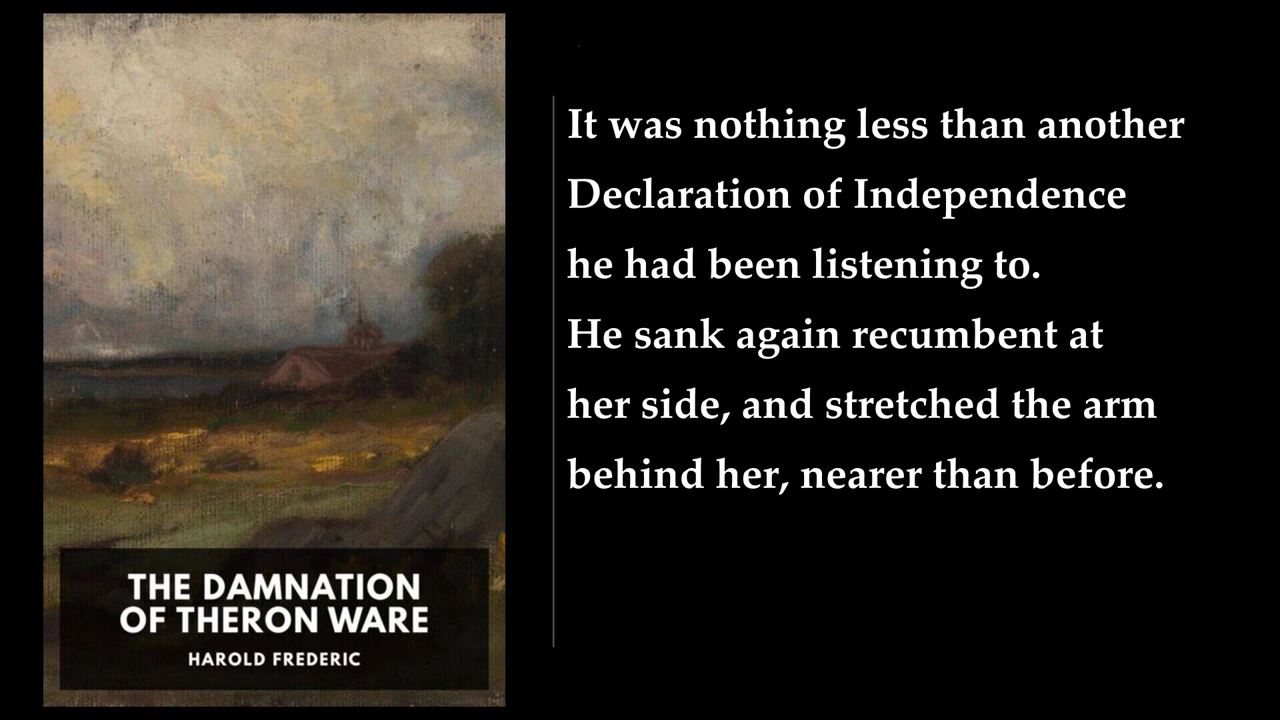 THE DAMNATION
OF THERON WARE
HAROLD FREDERIC
It was nothing less than another
Declaration of Independence
he had been listening to.
He sank again recumbent at
her side, and stretched the arm
behind her, nearer than before.